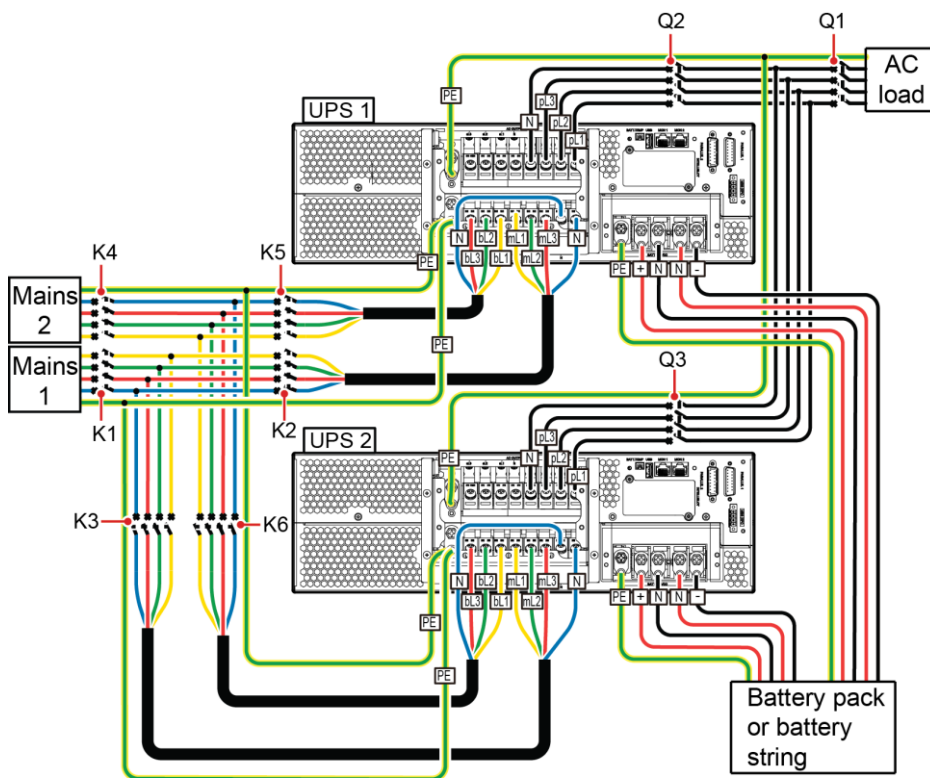 Q2
Q1
AC
load
PE
N
pL3
pL2
pL1
UPS 1
N
bL3
bL2
bL1
mL1
mL2
mL3
N
PE
PE
+
N
N
-
K4
K5
Mains
2
Mains
1
K1
K2
PE
Q3
UPS 2
PE
N
pL3
pL2
pL1
K3
K6
N
bL3
bL2
bL1
mL1
mL2
mL3
N
PE
PE
PE
+
N
N
-
Battery pack
or battery
string